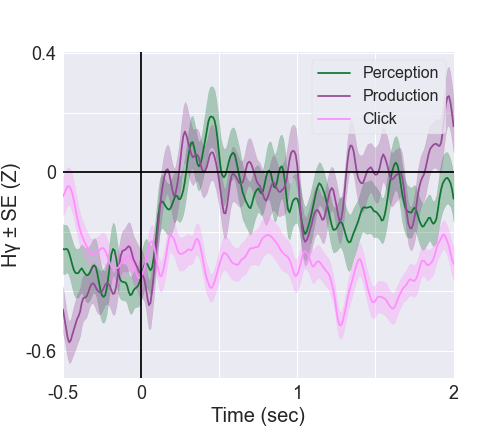 0.4
Perception
Production
Click
0
Hγ ± SE (Z)
-0.6
-0.5 0 1 2
Time (sec)